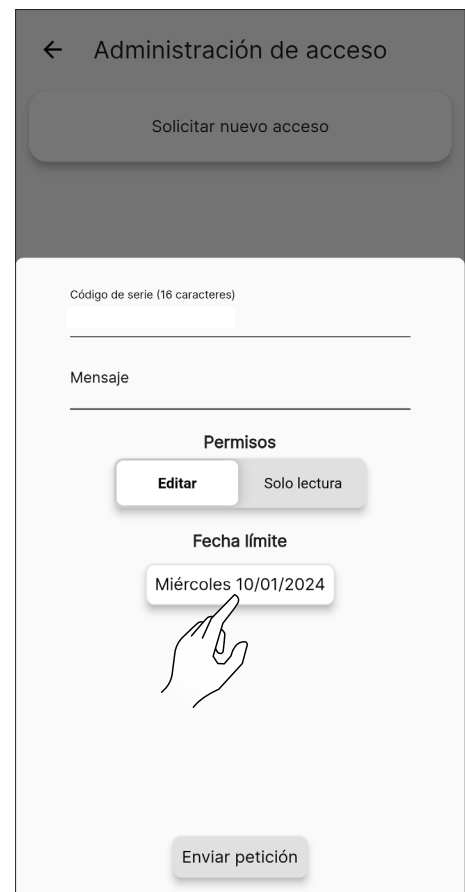 Administración de acceso
Solicitar nuevo acceso
Código de serie (16 caracteres)
Mensaje
Permisos
Editar Solo lectura
Fecha límite
Miércoles 10/01/2024
Enviar petición